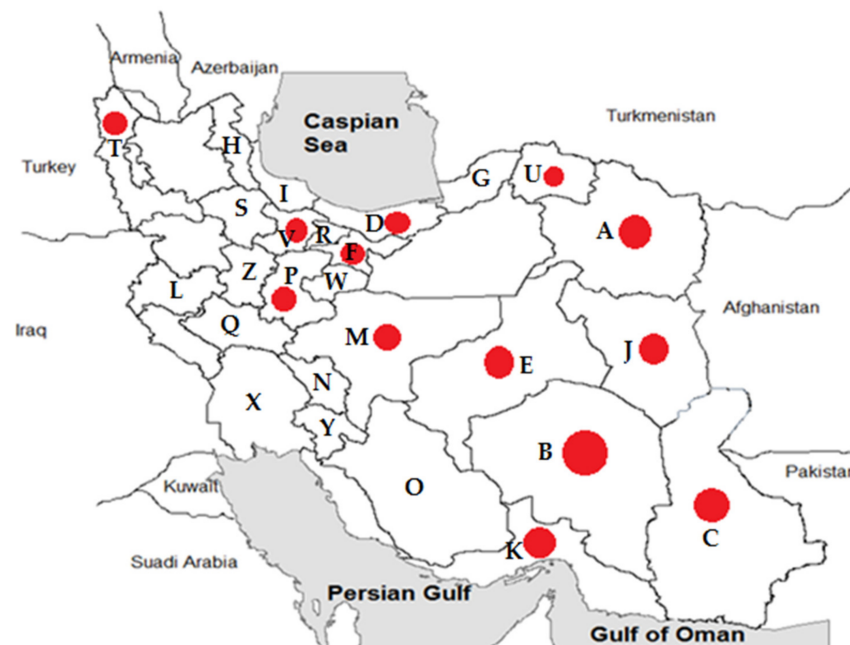 Armenia
Azerbaijan
Caspian
Sea
Turkmenistan
Turkey
T
H
I
G
U
S
V
R
D
A
F
Z
P
W
L
Afghanistan
Iraq
Q
M
J
E
N
X
Y
B
O
Pakistan
Kuwait
C
K
Suadi Arabia
Persian Gulf
Gulf of Oman